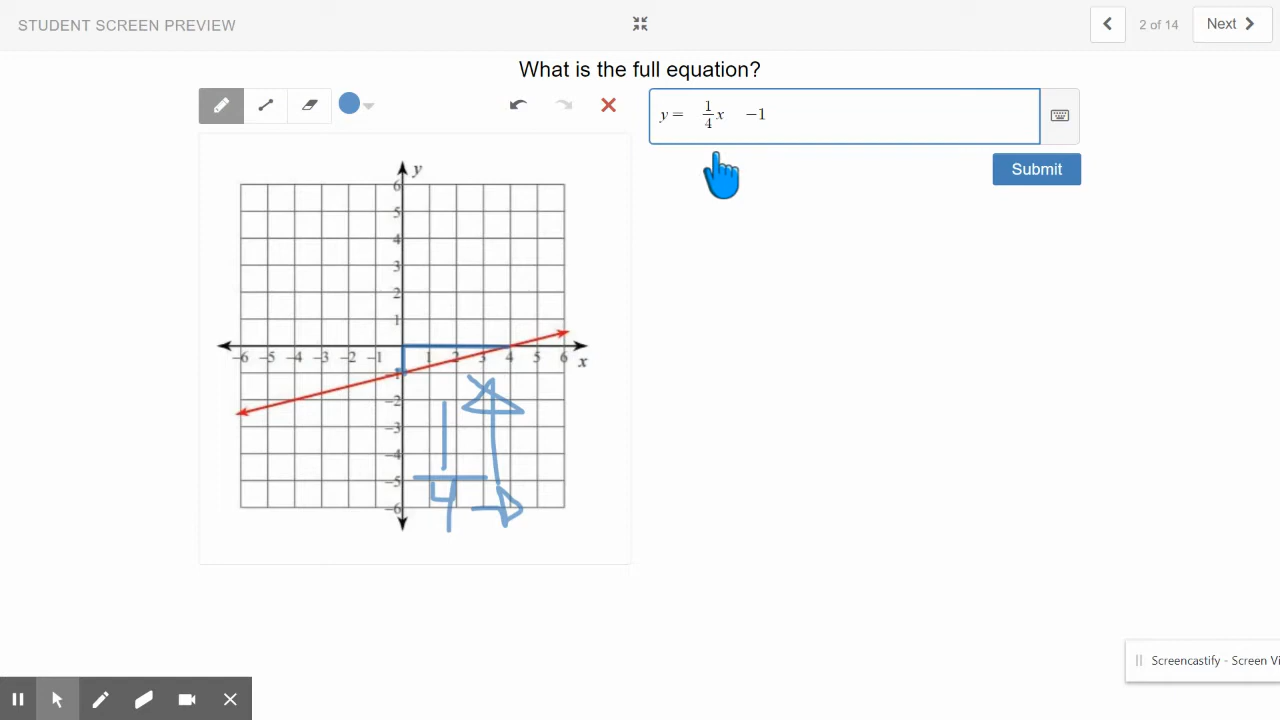 STUDENT SCREEN PREVIEW
2 of 14
Next
What is the full equation?
y = 1/4 x −1
Submit
y
6
5
4
3
2
1
−6 −5 −4 −3 −2 −1 1 2 3 4 5 6 x
−1
−2
−3
−4
−5
−6
1
4
Screencastify - Screen Vi